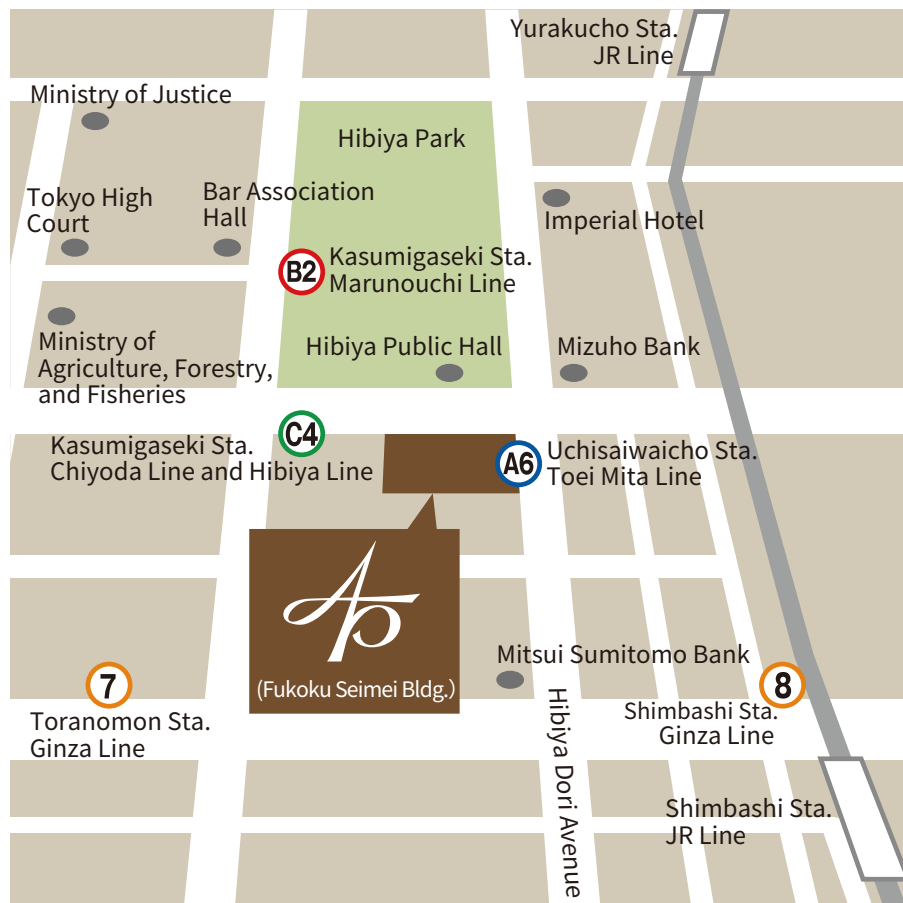 Yurakucho Sta.
JR Line
Ministry of Justice
Hibiya Park
Tokyo High
Court
Bar Association
Hall
Imperial Hotel
B2
Kasumigaseki Sta.
Marunouchi Line
Ministry of
Agriculture, Forestry,
and Fisheries
Hibiya Public Hall
Mizuho Bank
C4
Kasumigaseki Sta.
Chiyoda Line and Hibiya Line
A6
Uchisaiwaicho Sta.
Toei Mita Line
AP
(Fukoku Seimei Bldg.)
Mitsui Sumitomo Bank
7
Toranomon Sta.
Ginza Line
8
Shimbashi Sta.
Ginza Line
Hibiya Dori Avenue
Shimbashi Sta.
JR Line